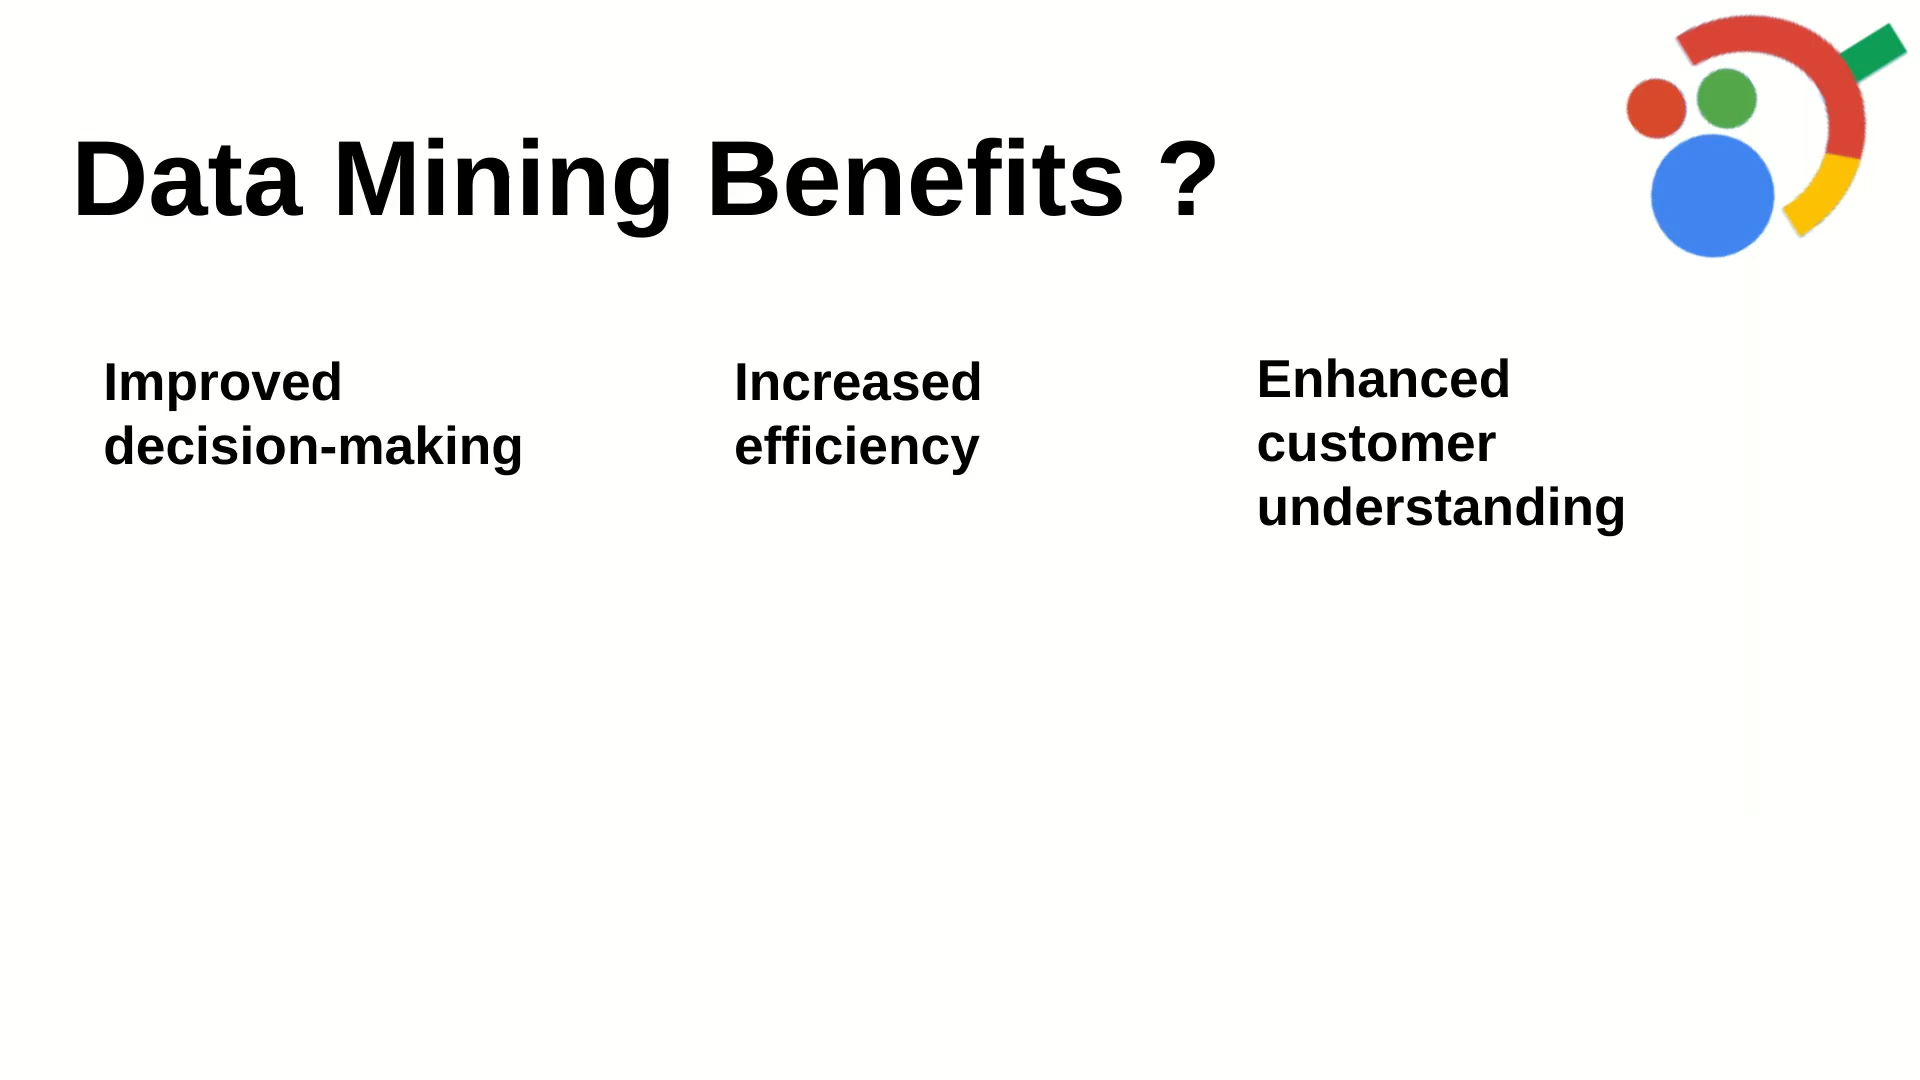 Data Mining Benefits ?
Improved
decision-making
Increased
efficiency
Enhanced
customer
understanding